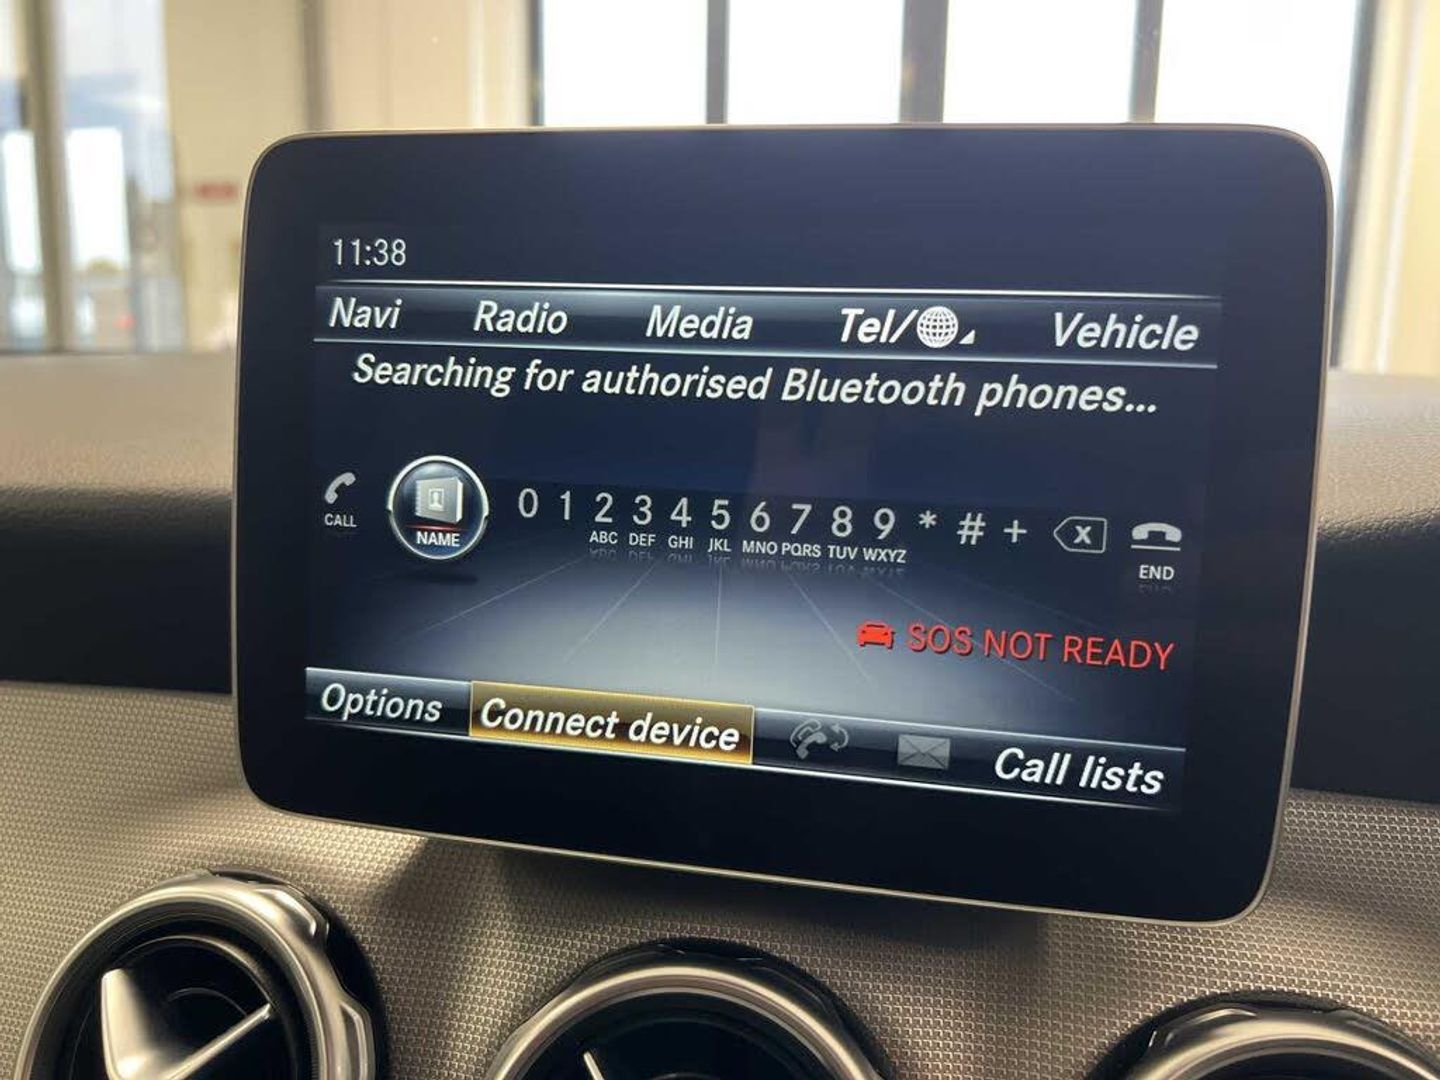 11:38
Navi Radio Media Tel/ Vehicle
Searching for authorised Bluetooth phones...
CALL NAME 0 1 2 3 4 5 6 7 8 9 * # + X END
ABC DEF GHI JKL MNO PQRS TUV WXYZ
SOS NOT READY
Options Connect device Call lists